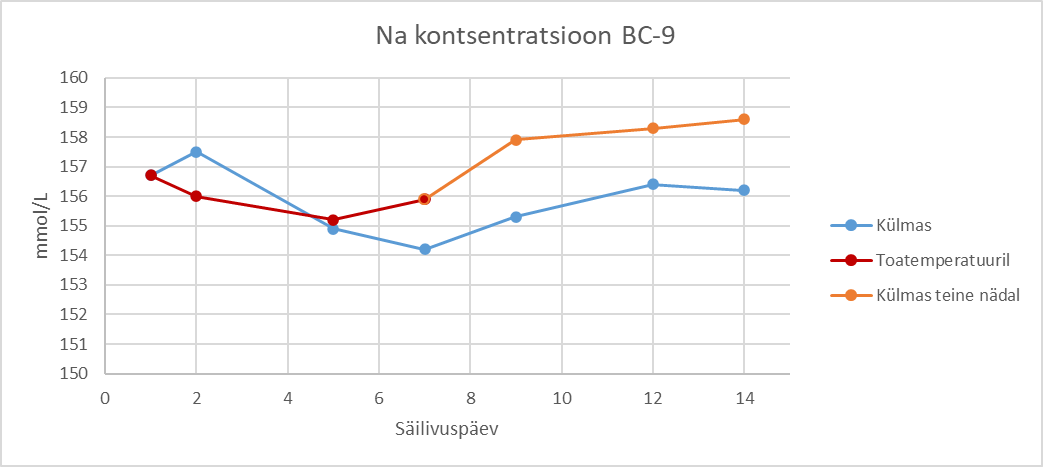 Na kontsentratsioon BC-9
160
159
158
157
156
155
154
153
152
151
150
mmol/L
0 2 4 6 8 10 12 14
Säilivuspäev
Külmas
Toatemperatuuril
Külmas teine nädal